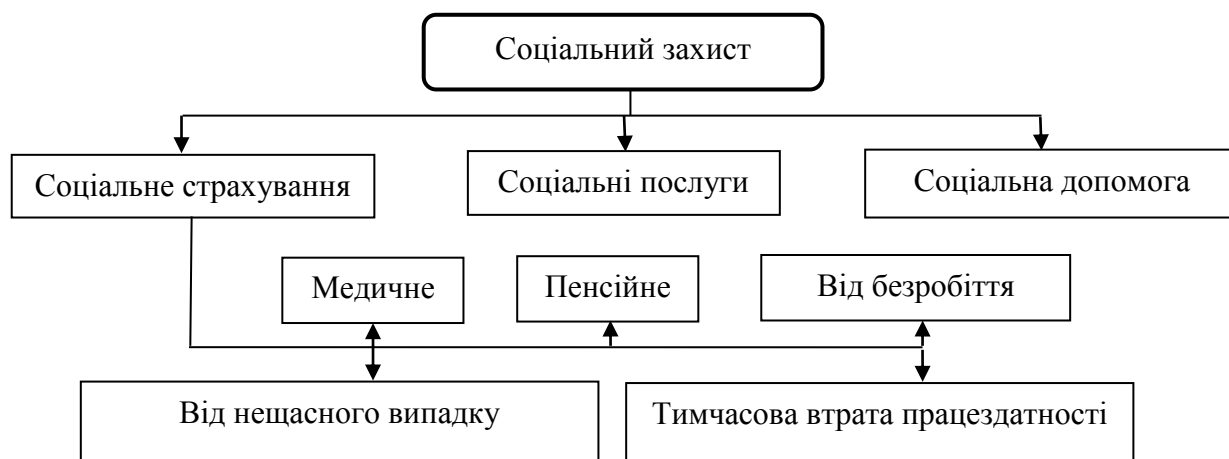 Соціальний захист
Соціальне страхування
Соціальні послуги
Соціальна допомога
Медичне
Пенсійне
Від безробіття
Від нещасного випадку
Тимчасова втрата працездатності